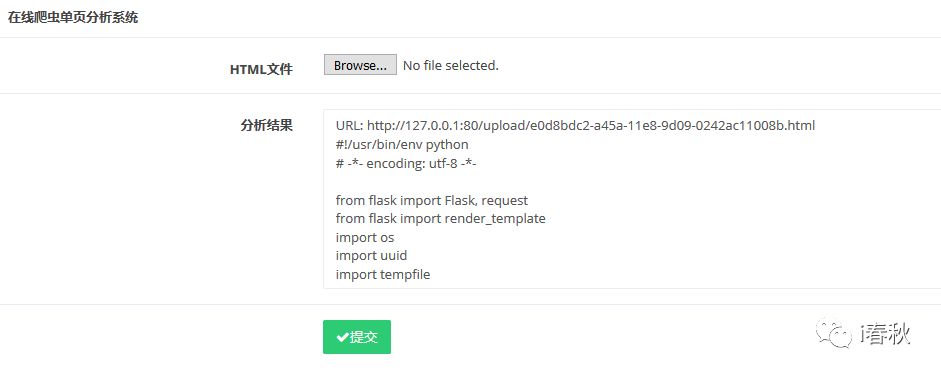 在线爬虫单页分析系统
HTML文件 Browse... No file selected.
分析结果
URL: http://127.0.0.1:80/upload/e0d8bdc2-a45a-11e8-9d09-0242ac11008b.html
#!/usr/bin/env python
# -*- encoding: utf-8 -*-
from flask import Flask, request
from flask import render_template
import os
import uuid
import tempfile
提交
i春秋